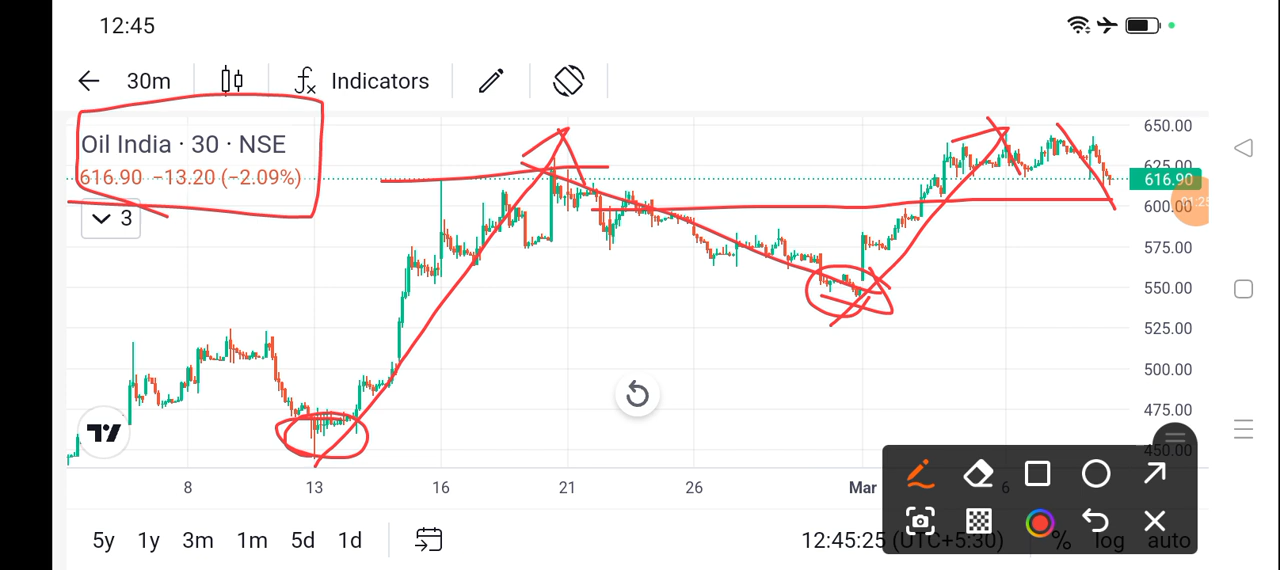 12:45
30m Indicators
Oil India · 30 · NSE
616.90 −13.20 (−2.09%)
3
650.00
625.00
616.90
600.00
575.00
550.00
525.00
500.00
475.00
450.00
8 13 16 21 26 Mar 6
5y 1y 3m 1m 5d 1d 12:45:25 (UTC+5:30) % log auto